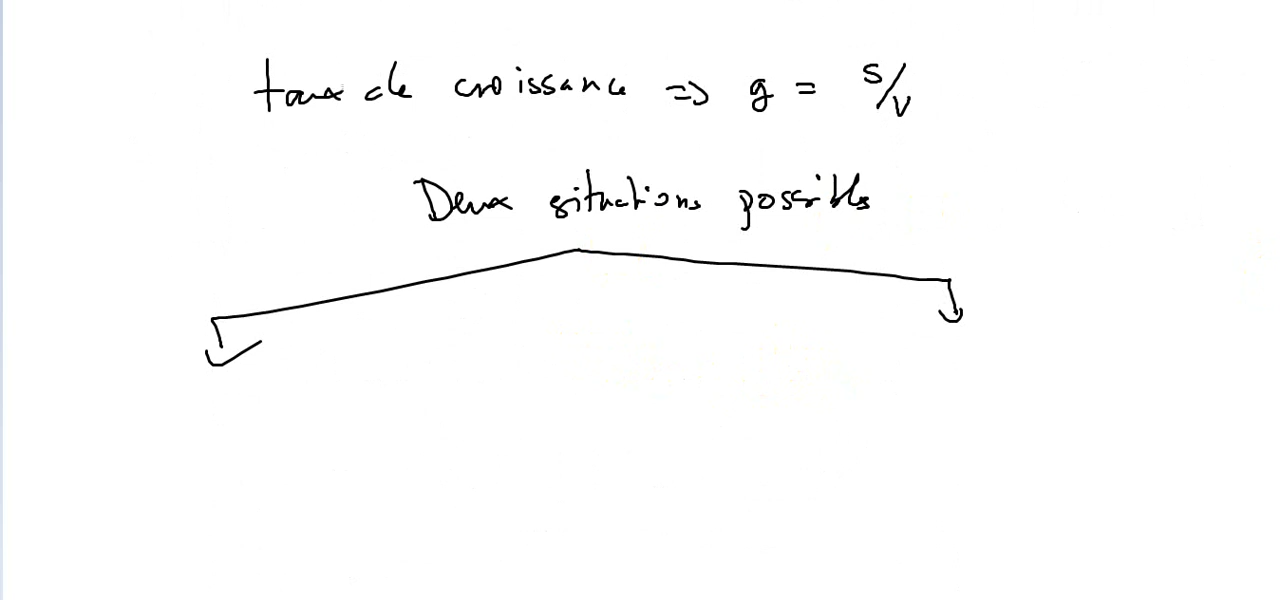 taux de croissance => g = s/v
Deux situations possibles